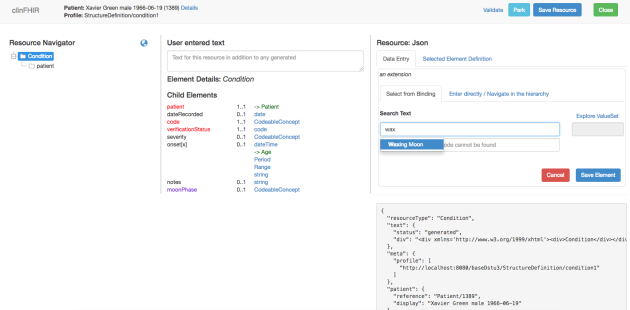 clinFHIR
Patient: Xavier Green male 1966-06-19 (1389) Details
Profile: StructureDefinition/condition1
Validate Park Save Resource Close
Resource Navigator
Condition
patient
User entered text
Text for this resource in addition to any generated
Element Details: Condition
Child Elements
patient 1..1 -> Patient
dateRecorded 0..1 date
code 1..1 CodeableConcept
verificationStatus 1..1 code
severity 0..1 CodeableConcept
onset[x] 0..1 dateTime
-> Age
Period
Range
string
notes 0..1 string
moonPhase 0..1 CodeableConcept
Resource: Json
Data Entry Selected Element Definition
an extension
Select from Binding Enter directly / Navigate in the hierarchy
Search Text Explore ValueSet
wax
Waxing Moon
cannot be found
Cancel Save Element
{
"resourceType": "Condition",
"text": {
"status": "generated",
"div": "<div xmlns='http://www.w3.org/1999/xhtml'><div>Condition</div></div
},
"meta": {
"profile": [
"http://localhost:8080/baseDstu3/StructureDefinition/condition1"
]
},
"patient": {
"reference": "Patient/1389",
"display": "Xavier Green male 1966-06-19"